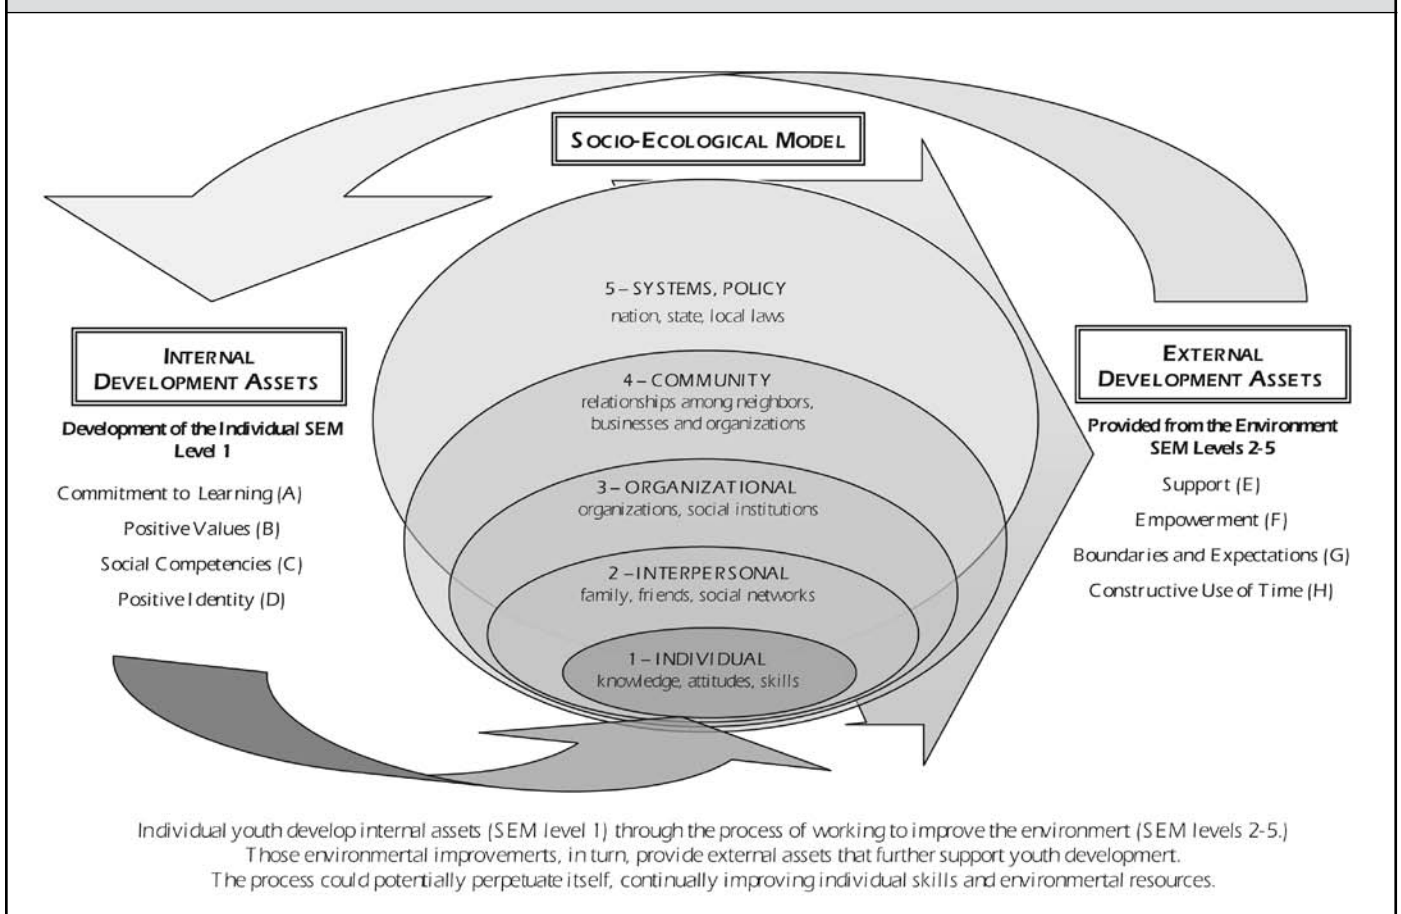 SOCIO-ECOLOGICAL MODEL
5 – SYSTEMS, POLICY
nation, state, local laws
4 – COMMUNITY
relationships among neighbors,
businesses and organizations
3 – ORGANIZATIONAL
organizations, social institutions
2 – INTERPERSONAL
family, friends, social networks
1 – INDIVIDUAL
knowledge, attitudes, skills
INTERNAL
DEVELOPMENT ASSETS
Development of the Individual SEM
Level 1
Commitment to Learning (A)
Positive Values (B)
Social Competencies (C)
Positive Identity (D)
EXTERNAL
DEVELOPMENT ASSETS
Provided from the Environment
SEM Levels 2-5
Support (E)
Empowerment (F)
Boundaries and Expectations (G)
Constructive Use of Time (H)
Individual youth develop internal assets (SEM level 1) through the process of working to improve the environmert (SEM levels 2-5.)
Those environmertal improvemerts, in turn, provide external assets that further support youth developmert.
The process could potentially perpetuate itself, continually improving individual skills and environmertal resources.